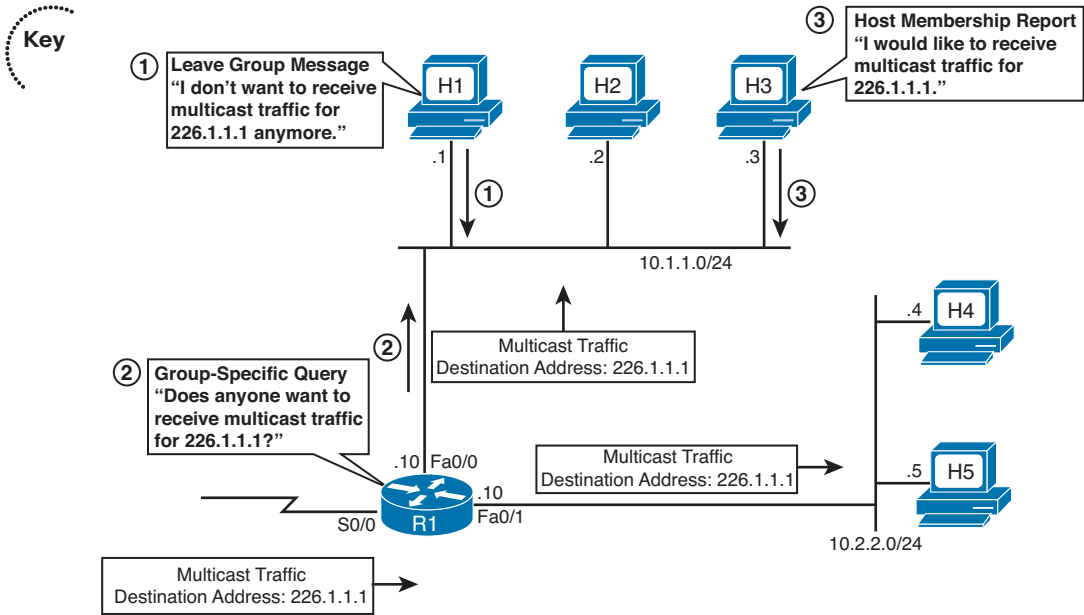 Key
1
Leave Group Message
“I don’t want to receive
multicast traffic for
226.1.1.1 anymore.”
H1
H2
H3
3
Host Membership Report
“I would like to receive
multicast traffic for
226.1.1.1.”
.1
.2
.3
1
3
10.1.1.0/24
2
Multicast Traffic
Destination Address: 226.1.1.1
.4
H4
2
Group-Specific Query
“Does anyone want to
receive multicast traffic
for 226.1.1.1?”
.10
Fa0/0
Multicast Traffic
Destination Address: 226.1.1.1
.5
H5
.10
Fa0/1
S0/0
R1
10.2.2.0/24
Multicast Traffic
Destination Address: 226.1.1.1